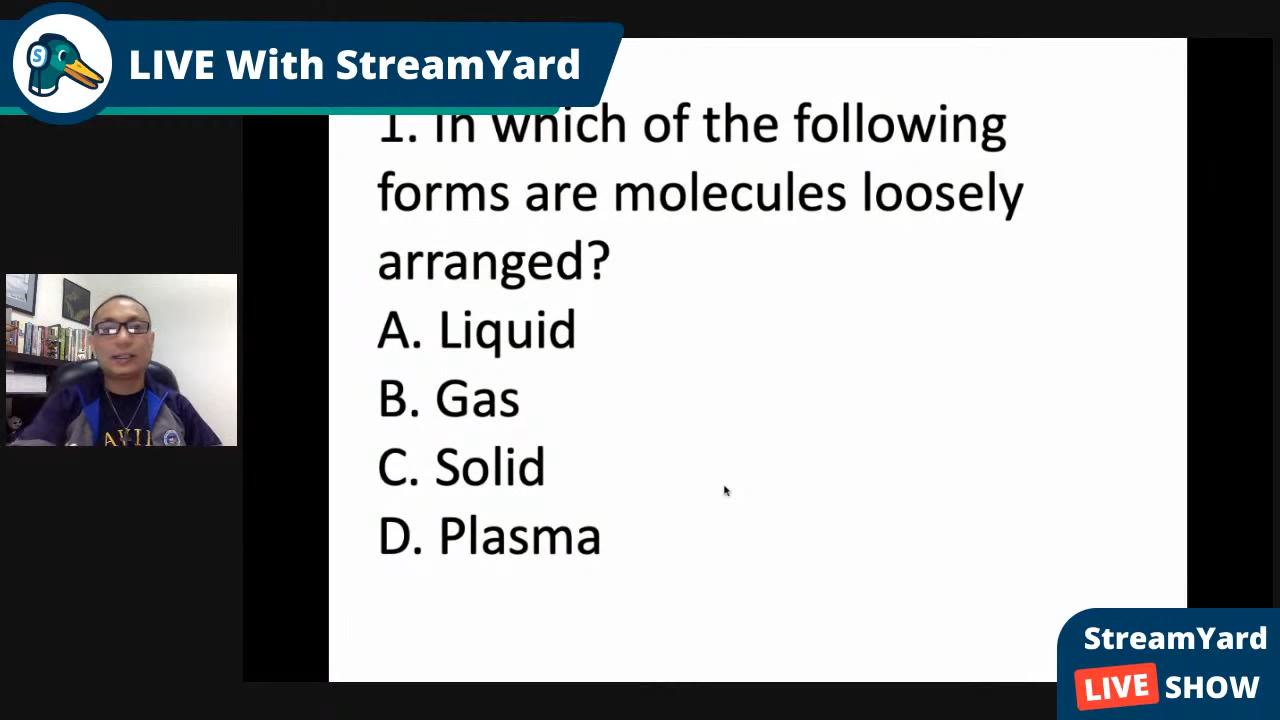 LIVE With StreamYard
1. In which of the following
forms are molecules loosely
arranged?
A. Liquid
B. Gas
C. Solid
D. Plasma
StreamYard
LIVE SHOW